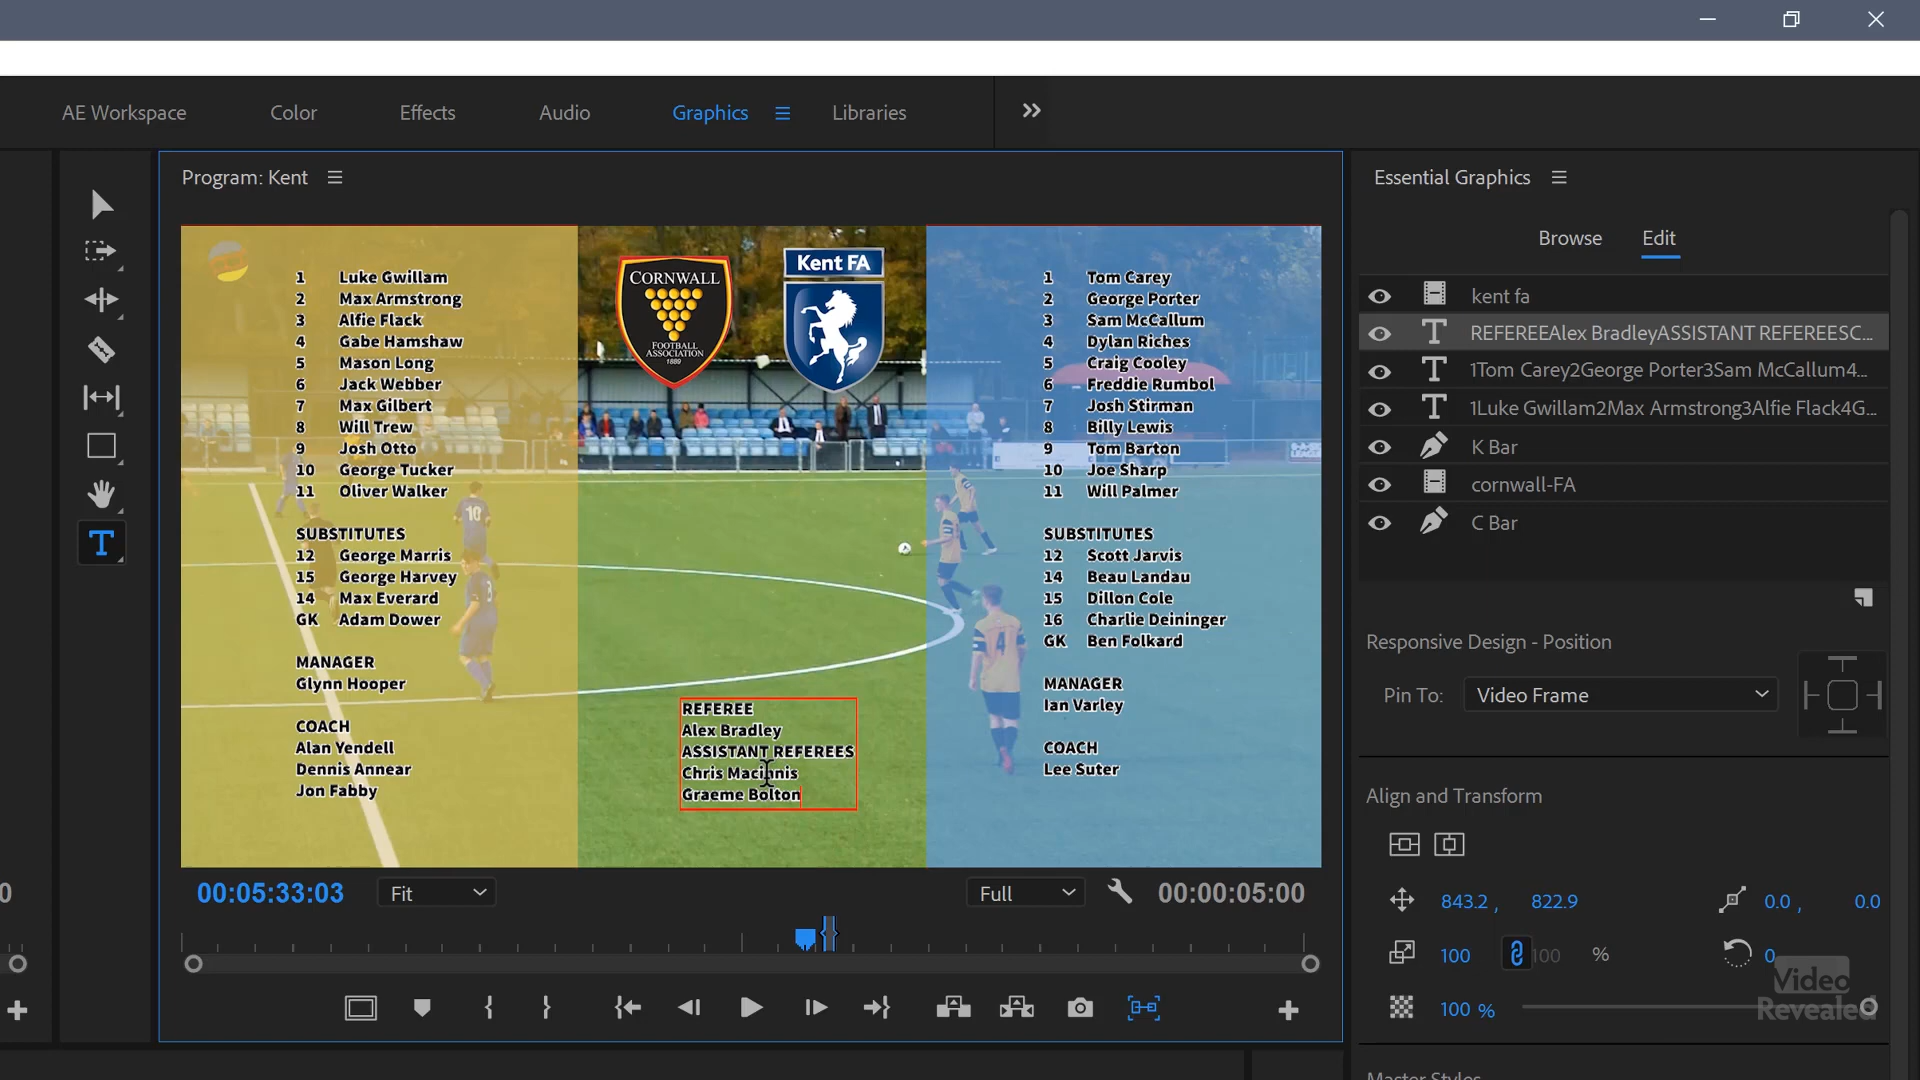 AE Workspace
Color
Effects
Audio
Graphics
Libraries
Program: Kent
1 Luke Gwillam
2 Max Armstrong
3 Alfie Flack
4 Gabe Hamshaw
5 Mason Long
6 Jack Webber
7 Max Gilbert
8 Will Trew
9 Josh Otto
10 George Tucker
11 Oliver Walker
SUBSTITUTES
12 George Marris
15 George Harvey
14 Max Everard
GK Adam Dower
MANAGER
Glynn Hooper
COACH
Alan Yendell
Dennis Annear
Jon Fabby
CORNWALL
FOOTBALL
ASSOCIATION
1889
Kent FA
10
3
4
REFEREE
Alex Bradley
ASSISTANT REFEREES
Chris Macinnis
Graeme Bolton
1 Tom Carey
2 George Porter
3 Sam McCallum
4 Dylan Riches
5 Craig Cooley
6 Freddie Rumbol
7 Josh Stirman
8 Billy Lewis
9 Tom Barton
10 Joe Sharp
11 Will Palmer
SUBSTITUTES
12 Scott Jarvis
14 Beau Landau
15 Dillon Cole
16 Charlie Deininger
GK Ben Folkard
MANAGER
Ian Varley
COACH
Lee Suter
0
00:05:33:03
Fit
Full
00:00:05:00
Essential Graphics
Browse
Edit
kent fa
REFEREEAlex BradleyASSISTANT REFEREESC...
1Tom Carey2George Porter3Sam McCallum4...
1Luke Gwillam2Max Armstrong3Alfie Flack4G...
K Bar
cornwall-FA
C Bar
Responsive Design - Position
Pin To: Video Frame
Align and Transform
843.2 , 822.9
0.0 , 0.0
100 100 %
0
100 %
Video
Revealed
Master Styles